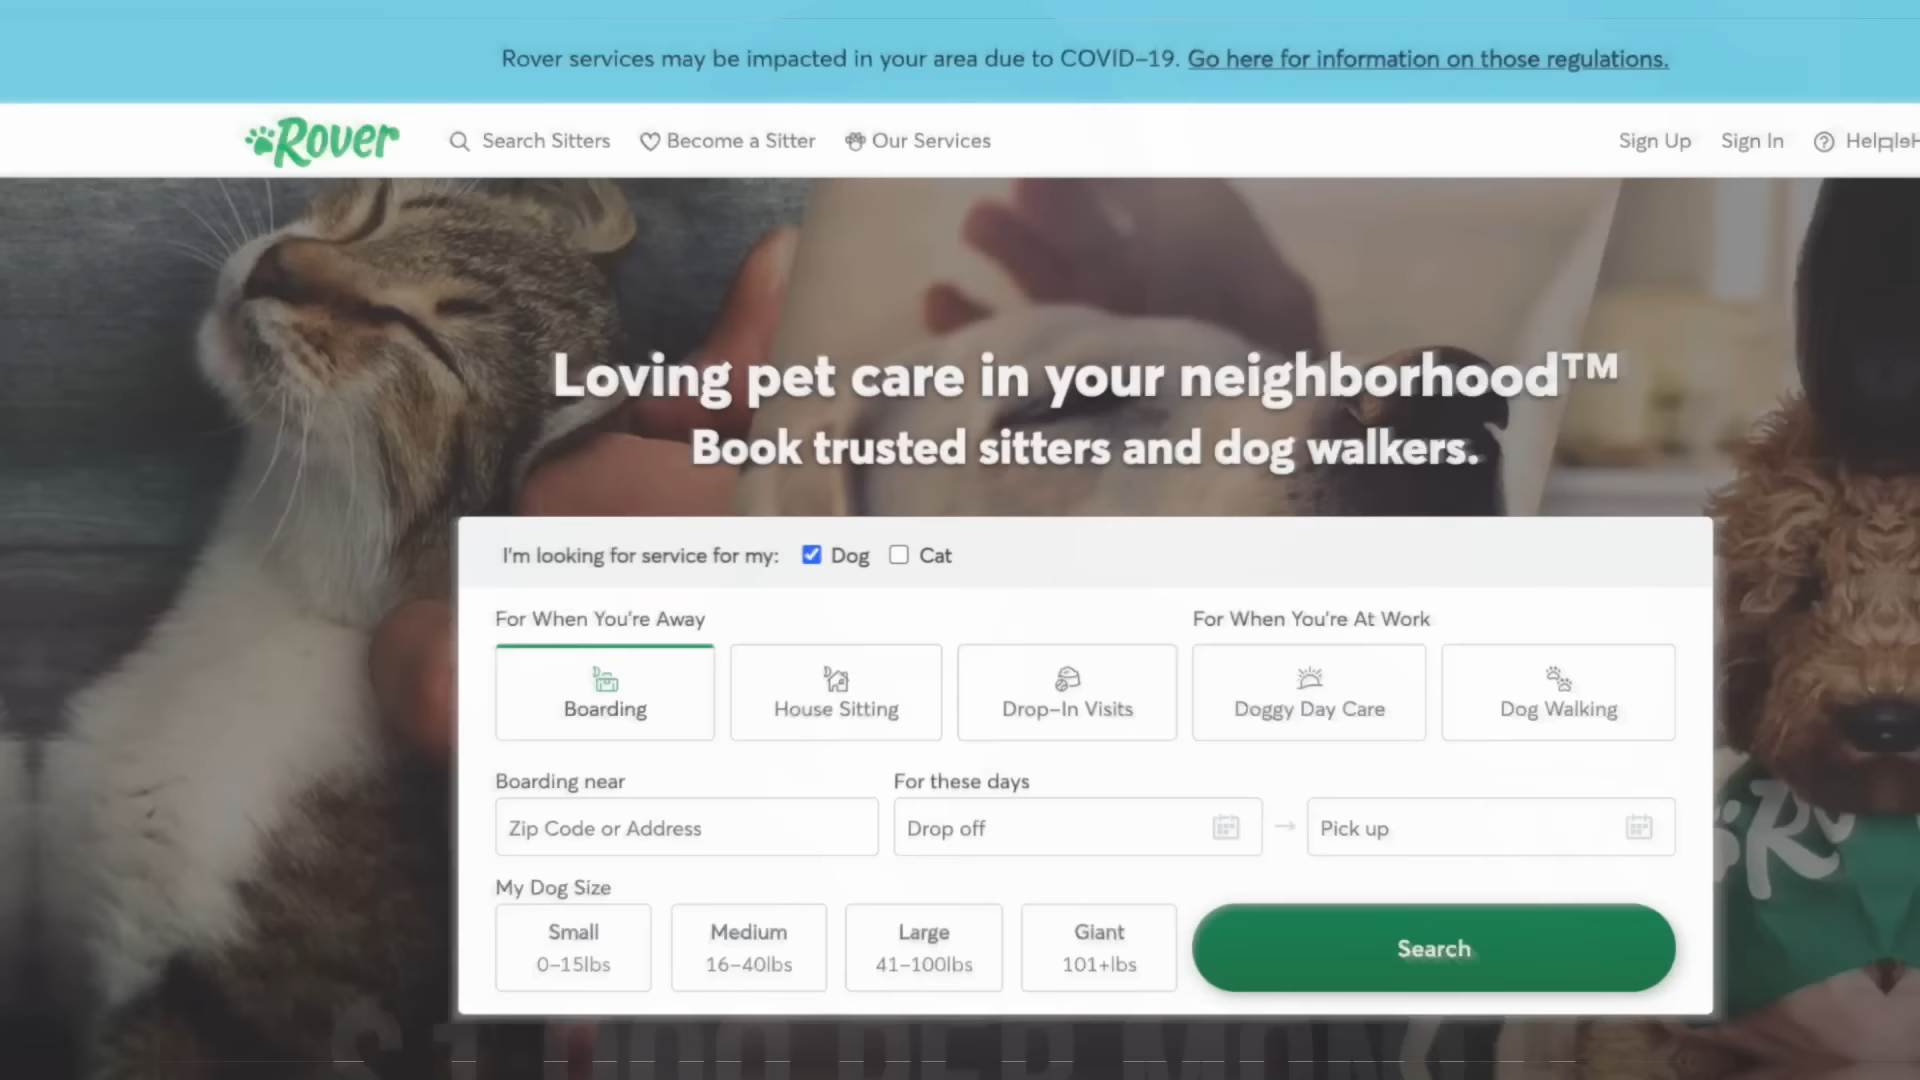 Rover services may be impacted in your area due to COVID-19. Go here for information on those regulations.
Rover Search Sitters Become a Sitter Our Services Sign Up Sign In
Loving pet care in your neighborhood™
Book trusted sitters and dog walkers.
I'm looking for service for my: Dog Cat
For When You're Away For When You're At Work
Boarding House Sitting Drop-In Visits Doggy Day Care Dog Walking
Boarding near For these days
Zip Code or Address Drop off → Pick up
My Dog Size
Small Medium Large Giant
0-15lbs 16-40lbs 41-100lbs 101+lbs
Search